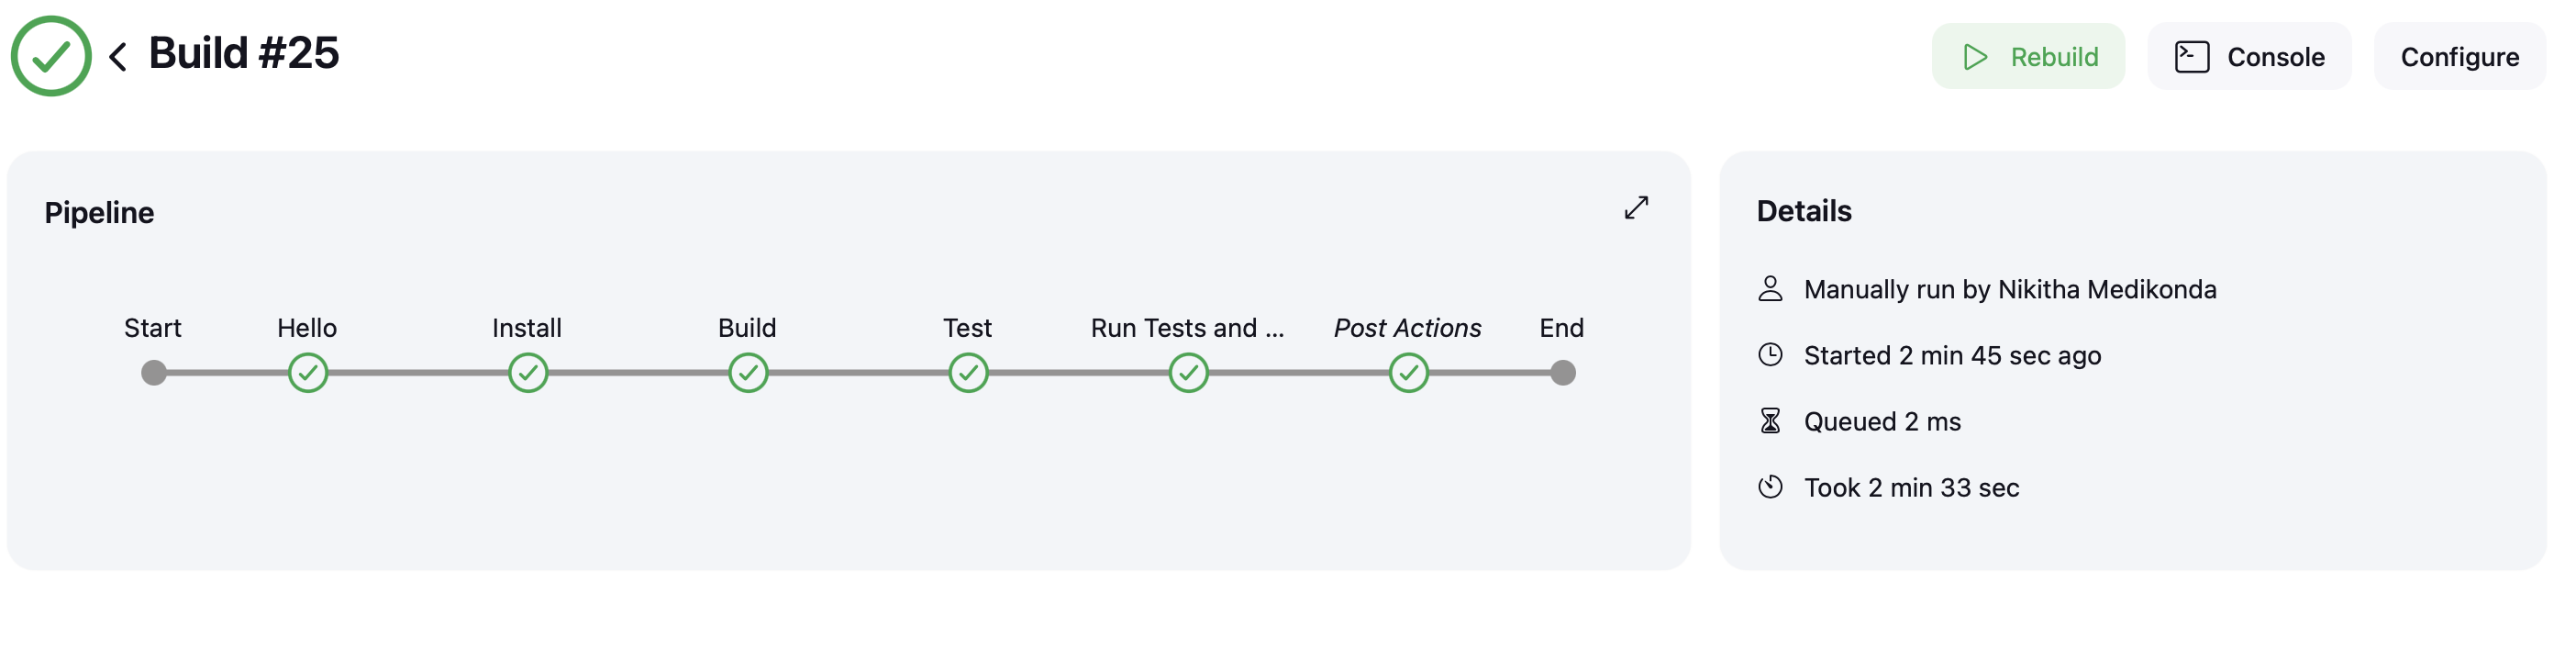 Build #25
Rebuild
Console
Configure
Pipeline
Start
Hello
Install
Build
Test
Run Tests and ...
Post Actions
End
Details
Manually run by Nikitha Medikonda
Started 2 min 45 sec ago
Queued 2 ms
Took 2 min 33 sec